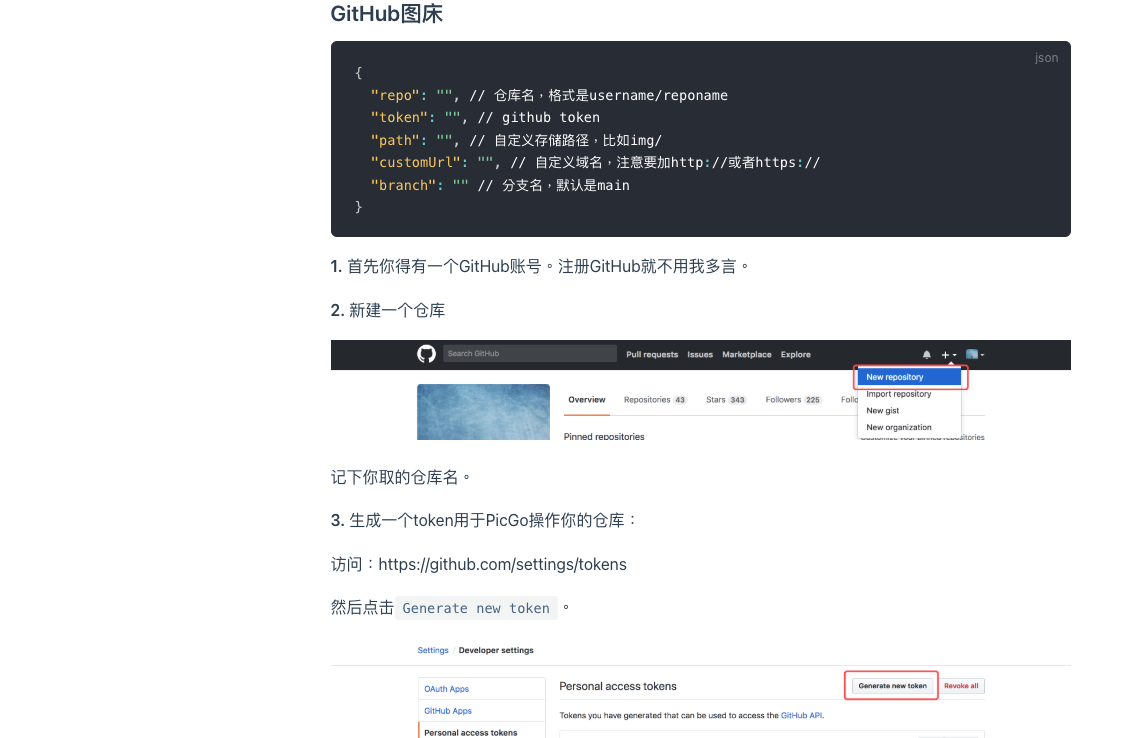 GitHub图床
json
{
"repo": "", // 仓库名，格式是username/reponame
"token": "", // github token
"path": "", // 自定义存储路径，比如img/
"customUrl": "", // 自定义域名，注意要加http://或者https://
"branch": "" // 分支名，默认是main
}
1. 首先你得有一个GitHub账号。注册GitHub就不用我多言。
2. 新建一个仓库
Search GitHub Pull requests Issues Marketplace Explore
New repository
Import repository
New gist
New organization
Overview Repositories 43 Stars 343 Followers 225 Follo
Pinned repositories Customize your pinned repositories
记下你取的仓库名。
3. 生成一个token用于PicGo操作你的仓库：
访问：https://github.com/settings/tokens
然后点击 Generate new token 。
Settings / Developer settings
OAuth Apps
GitHub Apps
Personal access tokens
Personal access tokens Generate new token Revoke all
Tokens you have generated that can be used to access the GitHub API.